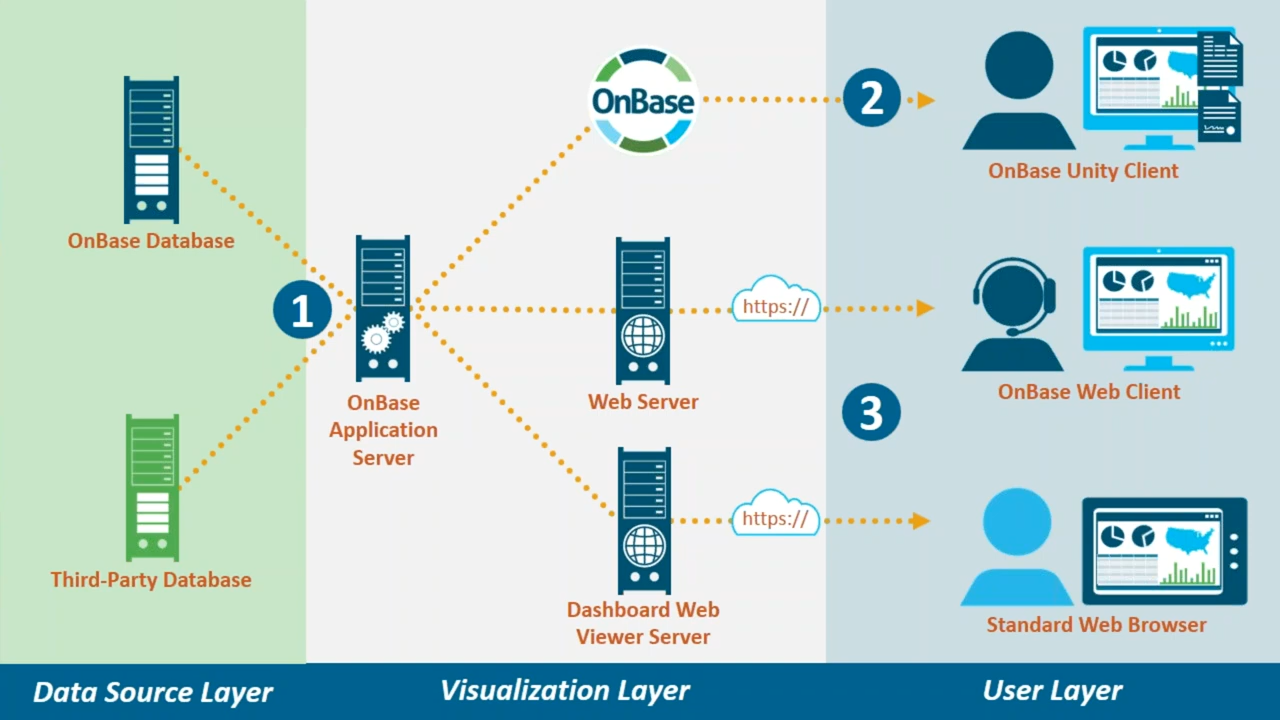 OnBase
2
OnBase Unity Client
OnBase Database
1
OnBase
Application
Server
Web Server
https://
OnBase Web Client
3
Third-Party Database
Dashboard Web
Viewer Server
https://
Standard Web Browser
Data Source Layer
Visualization Layer
User Layer